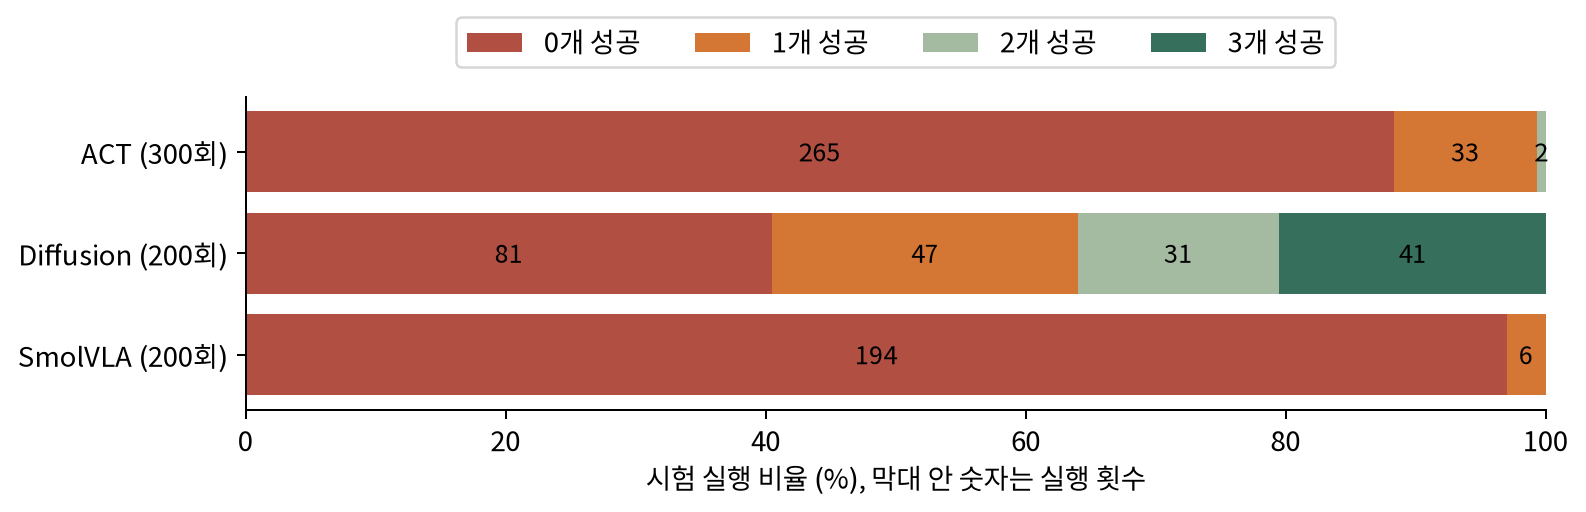 0개 성공 1개 성공 2개 성공 3개 성공
ACT (300회) 265 33 2
Diffusion (200회) 81 47 31 41
SmolVLA (200회) 194 6
0 20 40 60 80 100
시험 실행 비율 (%), 막대 안 숫자는 실행 횟수